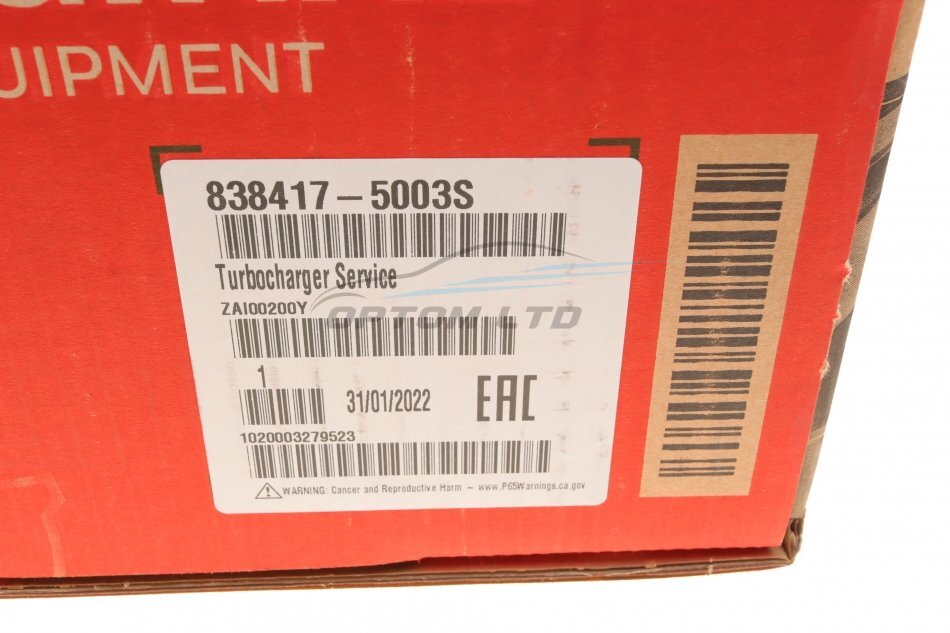 UIPMENT
838417-5003S
Turbocharger Service
ZAI00200Y
OPTOM LTD
1
31/01/2022
EAC
1020003279523
WARNING: Cancer and Reproductive Harm - www.P65Warnings.ca.gov